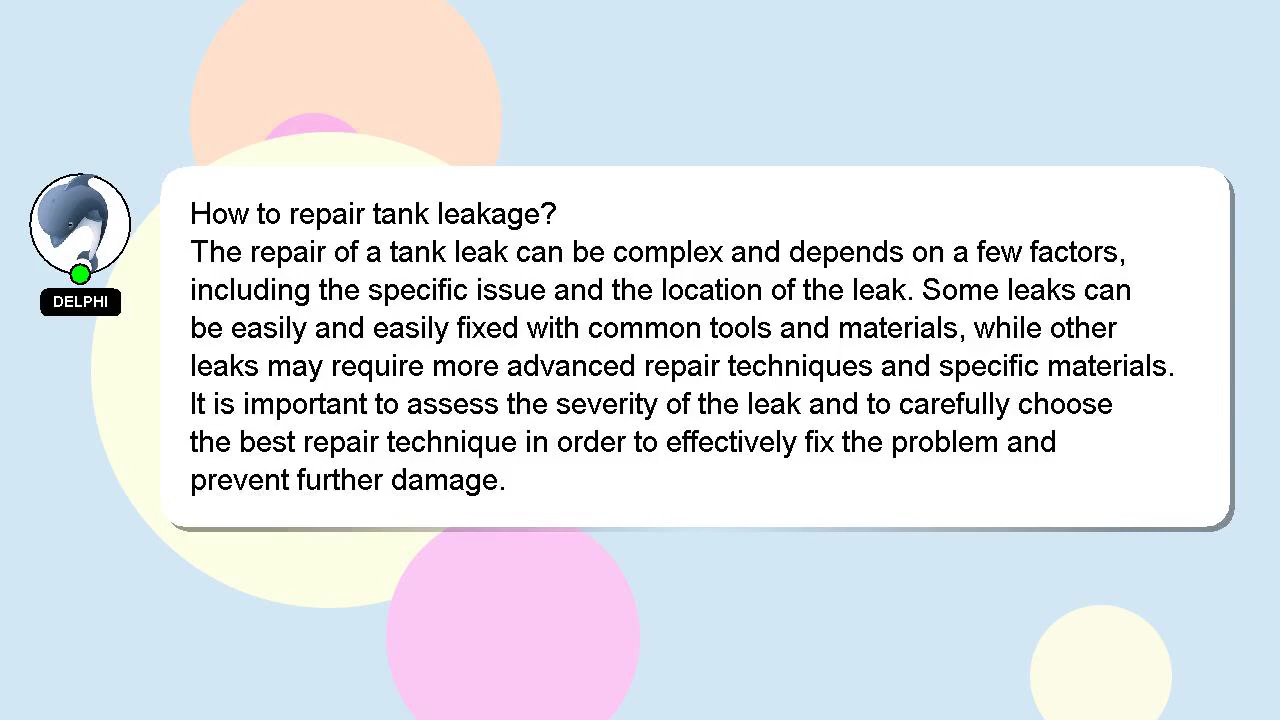 How to repair tank leakage?
The repair of a tank leak can be complex and depends on a few factors,
including the specific issue and the location of the leak. Some leaks can
be easily and easily fixed with common tools and materials, while other
leaks may require more advanced repair techniques and specific materials.
It is important to assess the severity of the leak and to carefully choose
the best repair technique in order to effectively fix the problem and
prevent further damage.
DELPHI